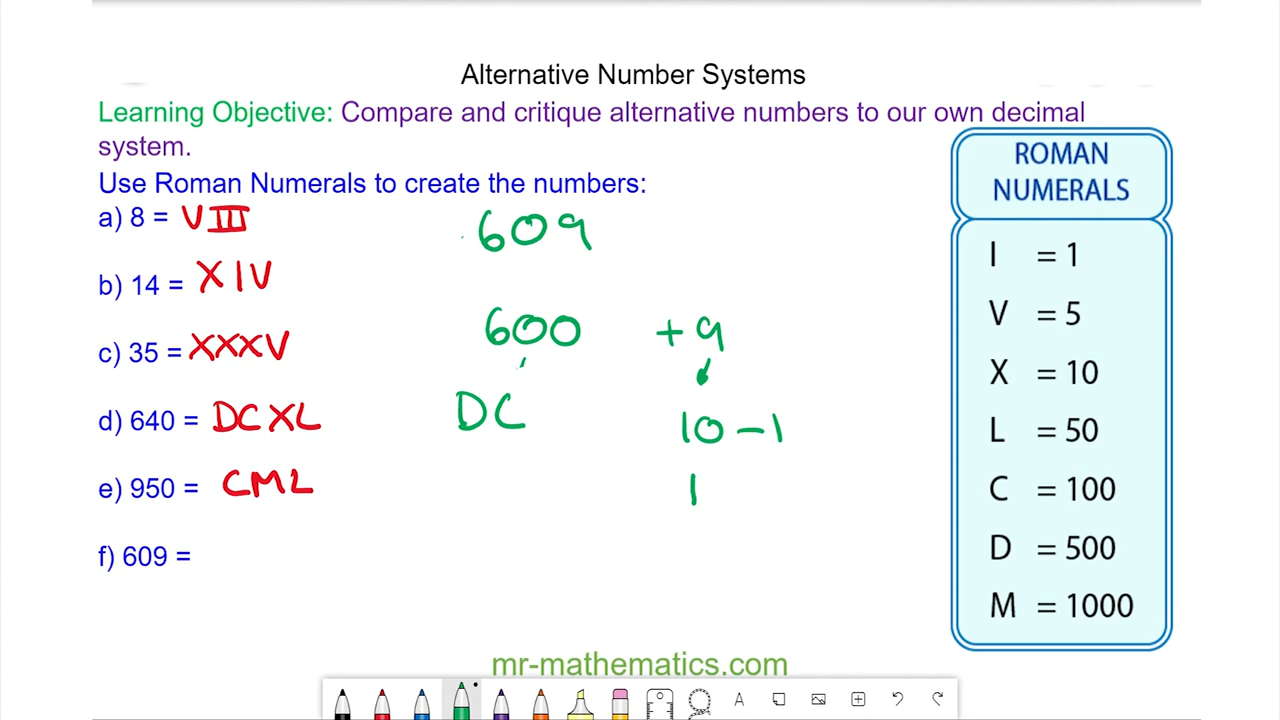 Alternative Number Systems
Learning Objective: Compare and critique alternative numbers to our own decimal
system.
Use Roman Numerals to create the numbers:
a) 8 = VIII
b) 14 = XIV
c) 35 = XXXV
d) 640 = DCXL
e) 950 = CML
f) 609 =
609
600 + 9
DC
10 - 1
I
ROMAN
NUMERALS
I = 1
V = 5
X = 10
L = 50
C = 100
D = 500
M = 1000
mr-mathematics.com
A